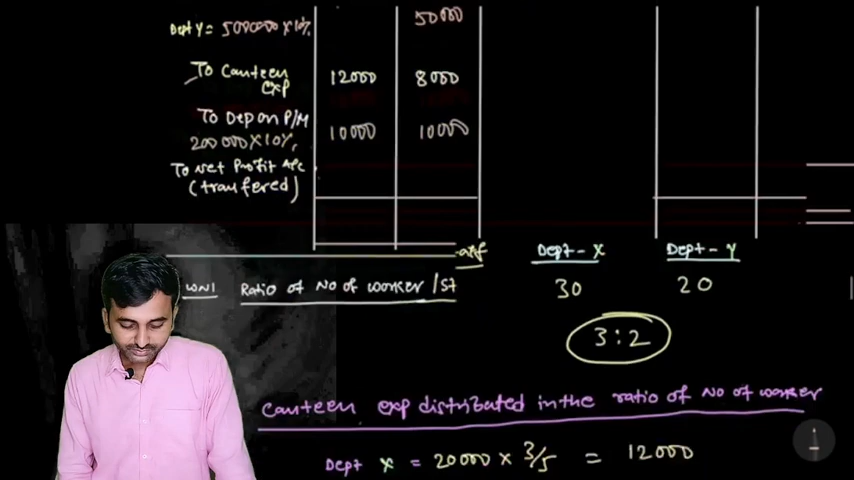 50000
Dept Y = 500000 x 10%
To Canteen 12000 8000
exp
To Dep on P/M
200000 x 10% 10000 10000
To Net Profit A/c
(tranfered)
Dept - X Dept - Y
WN1 Ratio of No of worker / St 30 20
3:2
Canteen exp distributed in the ratio of No of worker
Dept X = 20000 x 3/5 = 12000